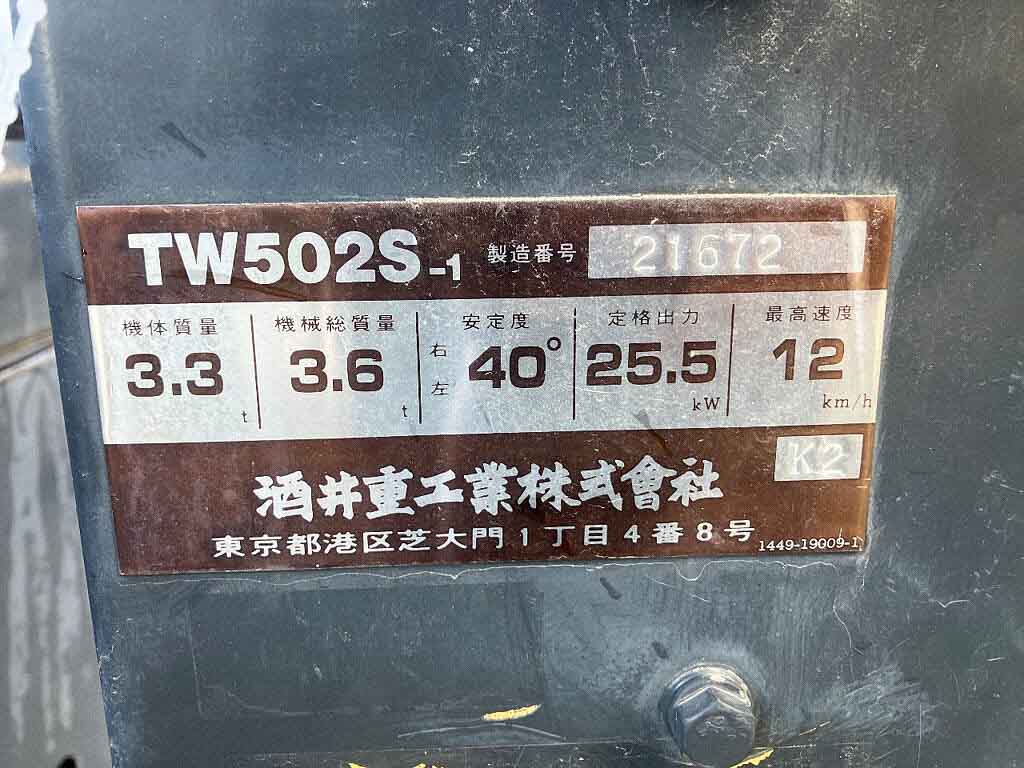 TW502S-1 製造番号 21672
機体質量 機械総質量 安定度 定格出力 最高速度
3.3 t 3.6 t 右 左 40° 25.5 kW 12 km/h
K2
酒井重工業株式會社
東京都港区芝大門1丁目4番8号 1449-19009-1